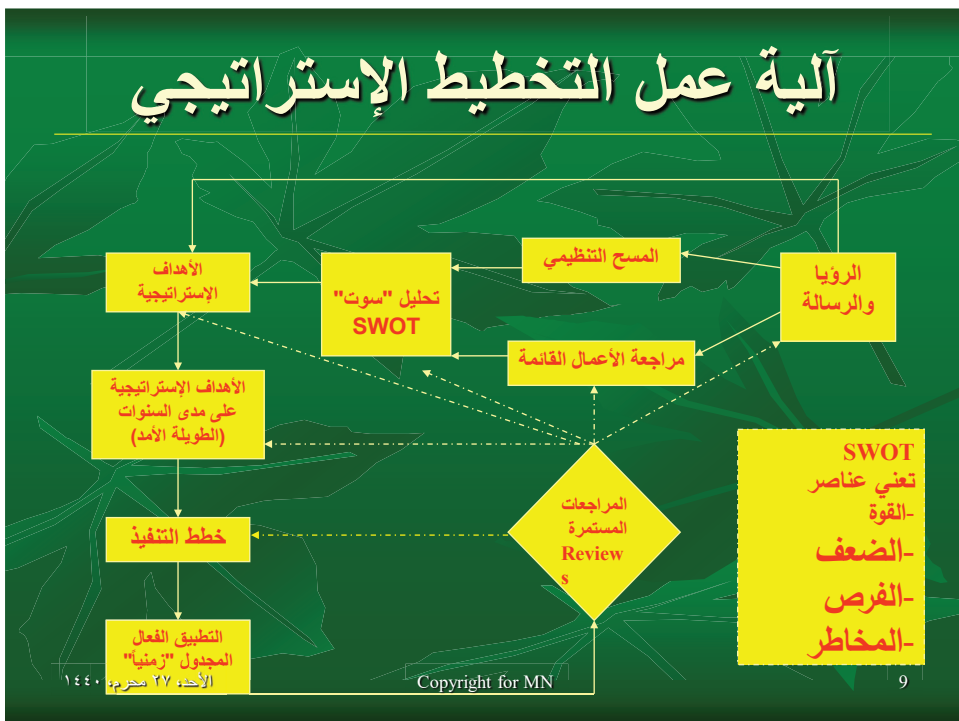 آلية عمل التخطيط الإستراتيجي
الرؤيا
والرسالة
المسح التنظيمي
مراجعة الأعمال القائمة
تحليل "سوت"
SWOT
الأهداف
الإستراتيجية
الأهداف الإستراتيجية
على مدى السنوات
(الطويلة الأمد)
خطط التنفيذ
التطبيق الفعال
المجدول "زمنياً"
المراجعات
المستمرة
Review
s
SWOT
تعني عناصر
-القوة
-الضعف
-الفرص
-المخاطر
الأحد، ٢٧ محرم، ١٤٤٠
Copyright for MN
9